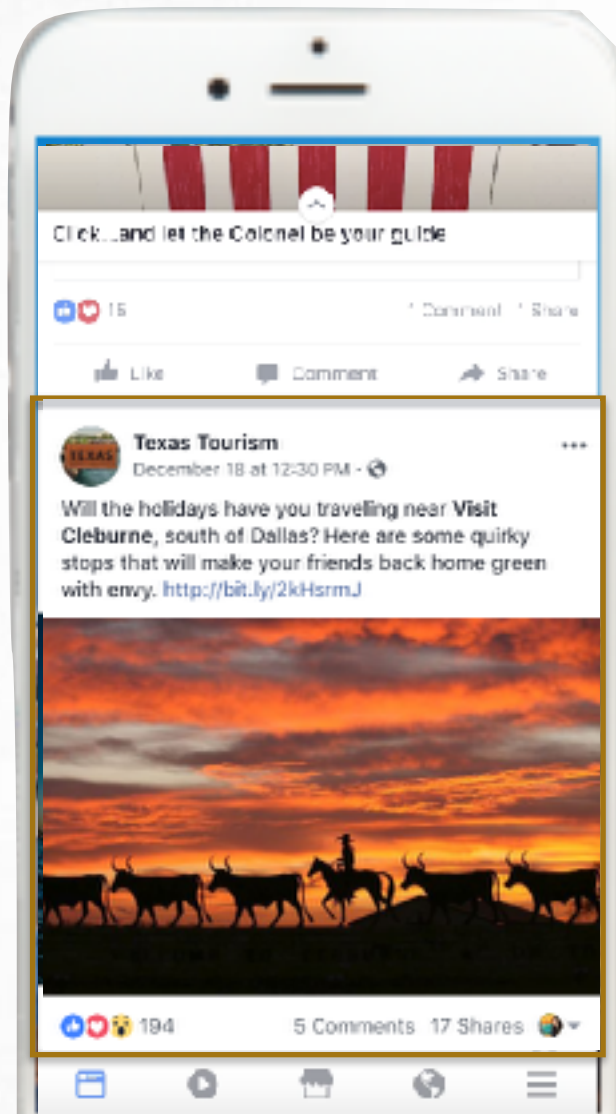 Click...and let the Colonel be your guide
15
1 Comment 1 Share
Like
Comment
Share
TEXAS
Texas Tourism
December 18 at 12:30 PM ·
Will the holidays have you traveling near Visit
Cleburne, south of Dallas? Here are some quirky
stops that will make your friends back home green
with envy. http://bit.ly/2kHsrmJ
194
5 Comments 17 Shares